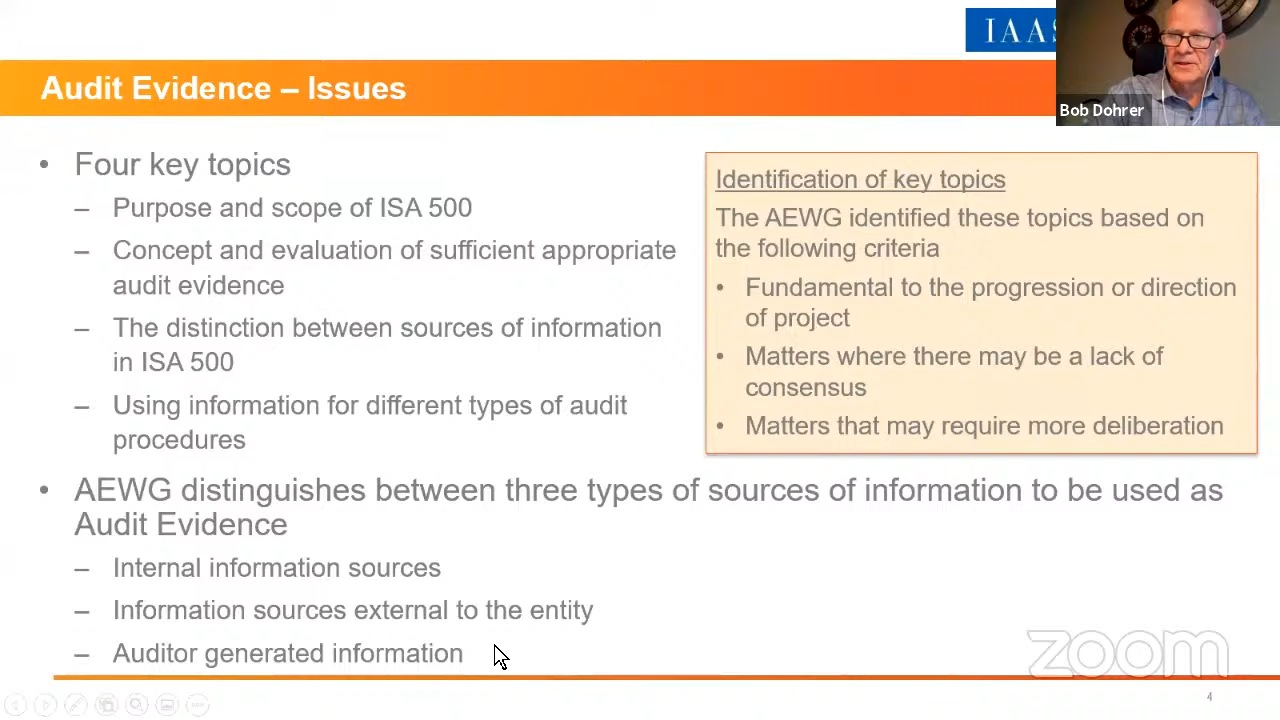 IAAS
Audit Evidence – Issues
Bob Dohrer
• Four key topics
– Purpose and scope of ISA 500
– Concept and evaluation of sufficient appropriate
audit evidence
– The distinction between sources of information
in ISA 500
– Using information for different types of audit
procedures
Identification of key topics
The AEWG identified these topics based on
the following criteria
• Fundamental to the progression or direction
of project
• Matters where there may be a lack of
consensus
• Matters that may require more deliberation
• AEWG distinguishes between three types of sources of information to be used as
Audit Evidence
– Internal information sources
– Information sources external to the entity
– Auditor generated information
zoom
4